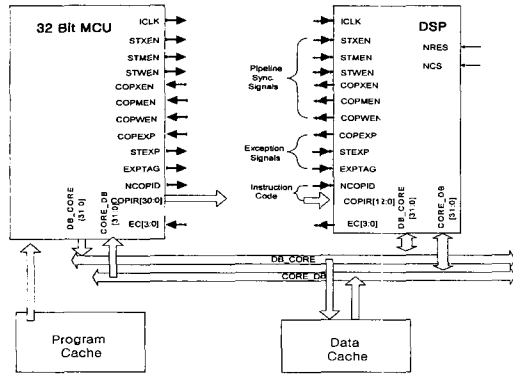 32 Bit MCU
ICLK
STXEN
STMEN
STWEN
COPXEN
COPMEN
COPWEN
COPEXP
STEXP
EXPTAG
NCOPID
COPIR[30:0]
DB_CORE
[31:0]
CORE_DB
[31:0]
EC[3:0]
Pipeline
Sync.
Signals
Exception
Signals
Instruction
Code
DSP
ICLK
STXEN
STMEN
STWEN
COPXEN
COPMEN
COPWEN
COPEXP
STEXP
EXPTAG
NCOPID
COPIR[12:0]
EC[3:0]
NRES
NCS
DB_CORE
[31:0]
CORE_DB
[31:0]
DB_CORE
CORE_DB
Program
Cache
Data
Cache